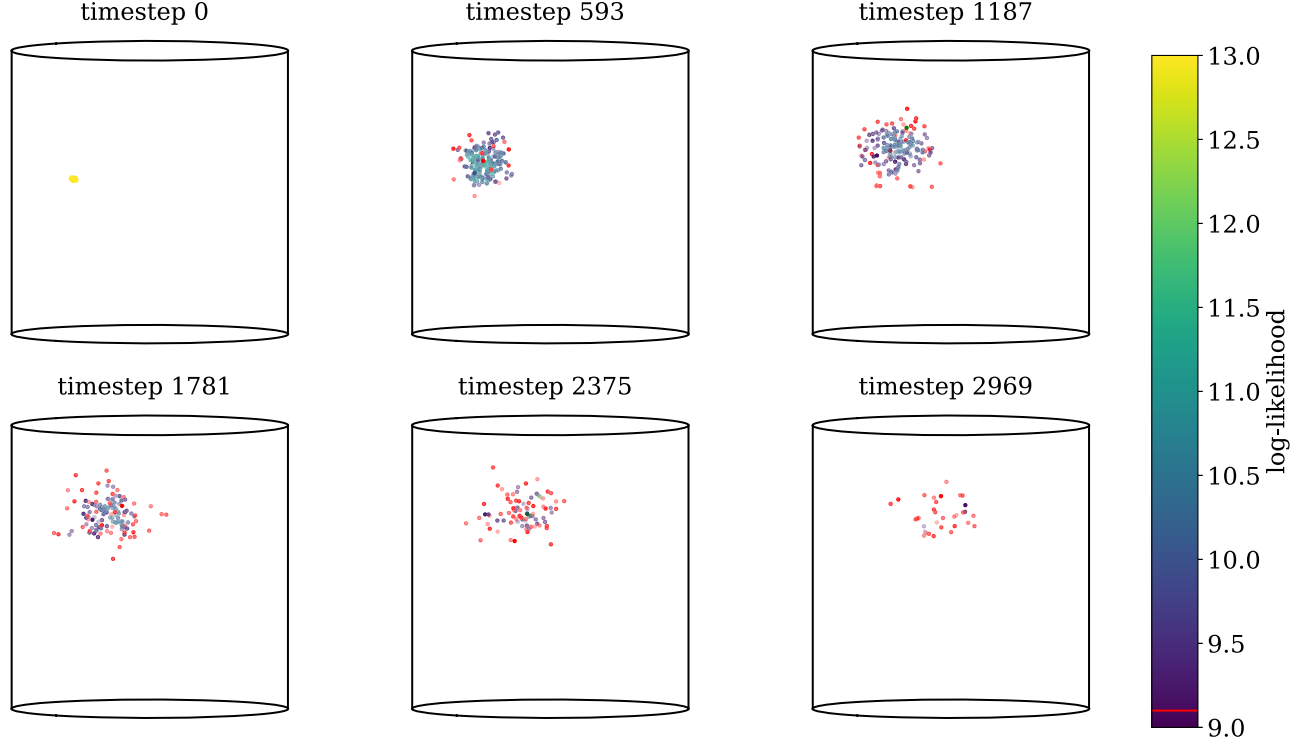 timestep 0
timestep 593
timestep 1187
timestep 1781
timestep 2375
timestep 2969
13.0
12.5
12.0
11.5
11.0
10.5
10.0
9.5
9.0
log-likelihood